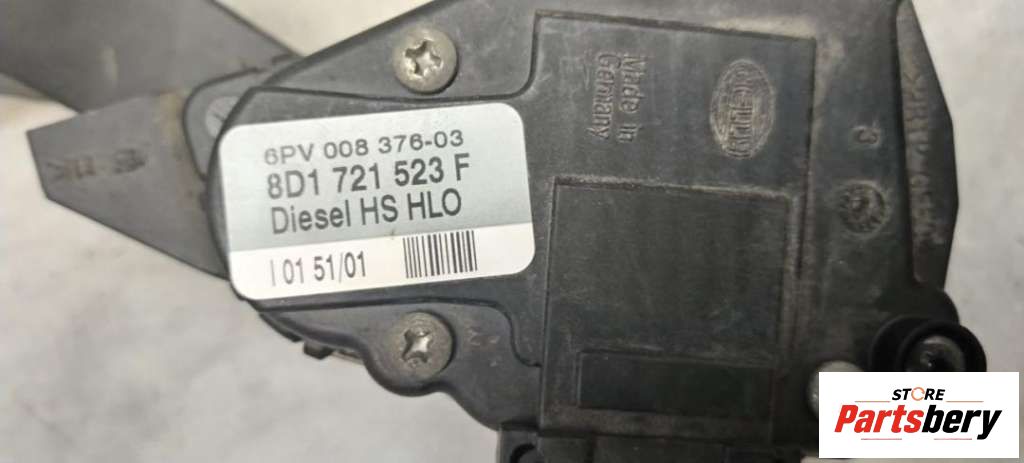 6PV 008 376-03
8D1 721 523 F
Diesel HS HLO
I 01 51/01
Made in
Germany
STORE
Partsbery